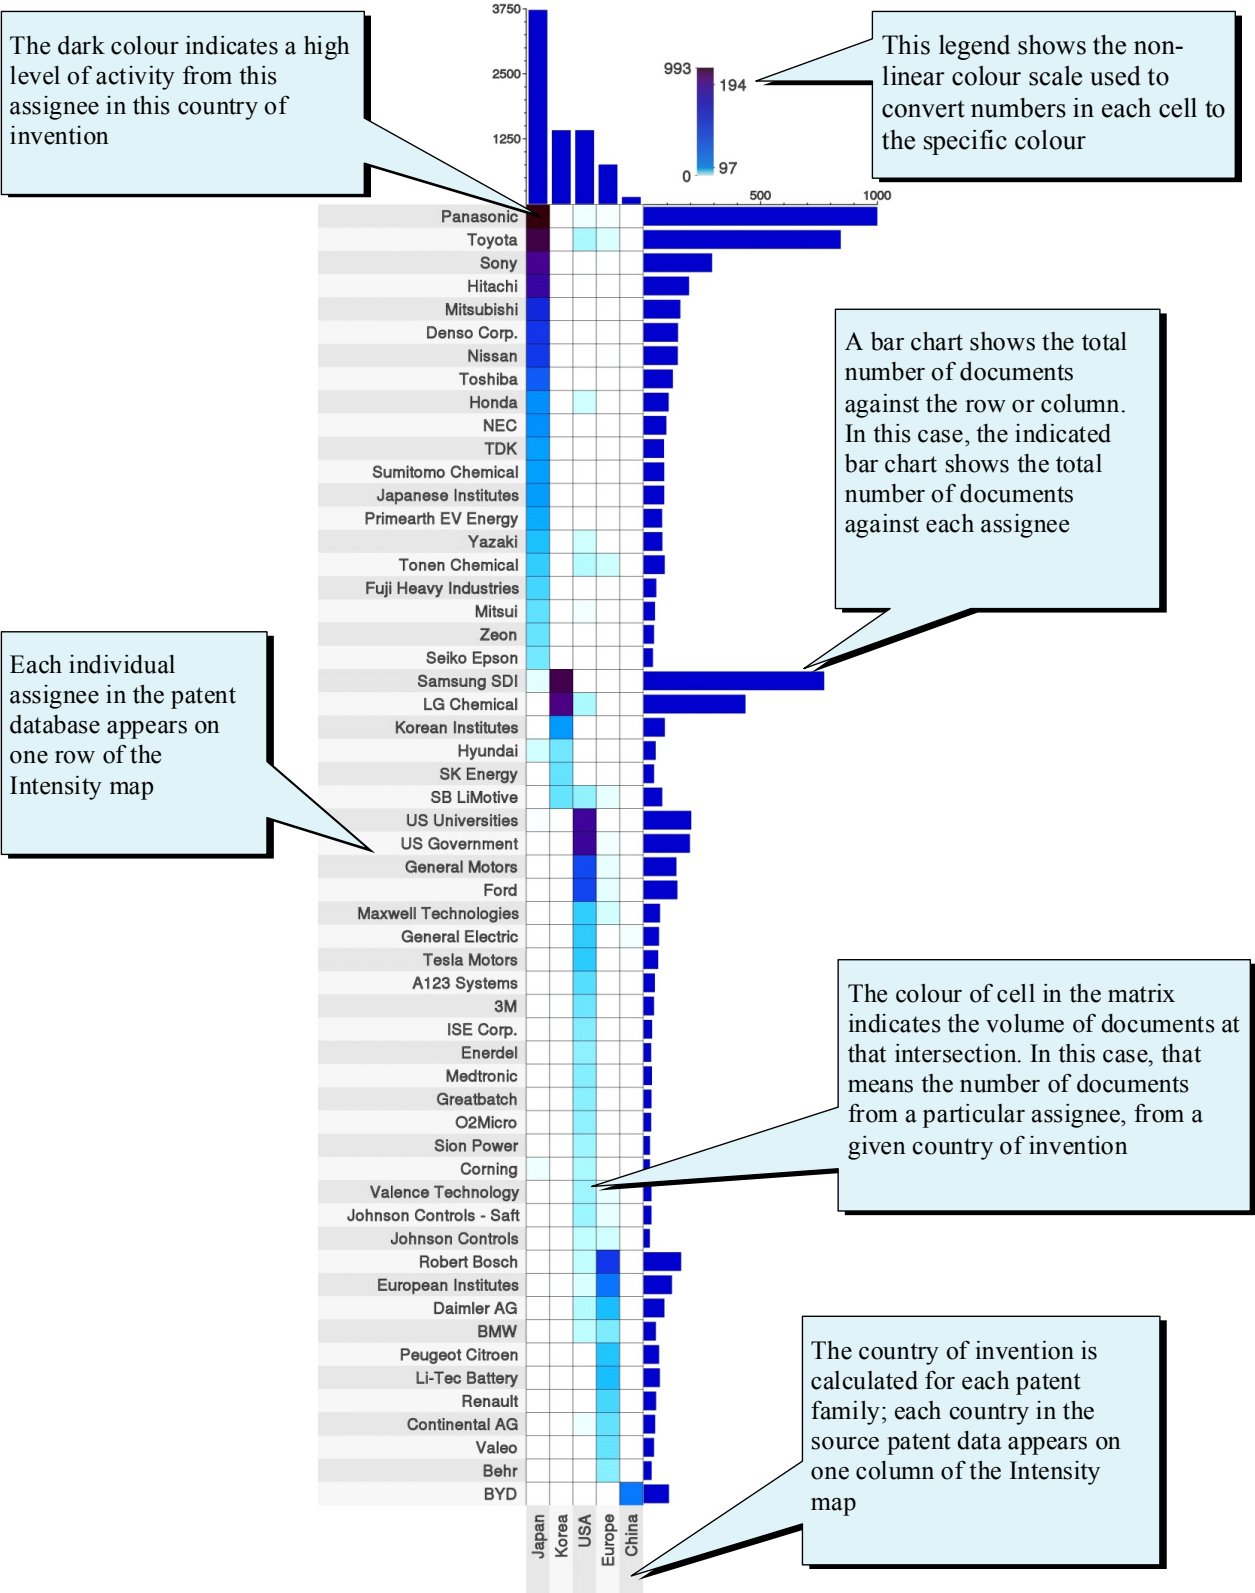 The dark colour indicates a high
level of activity from this
assignee in this country of
invention
3750
2500
1250
993
194
97
0
This legend shows the non-
linear colour scale used to
convert numbers in each cell to
the specific colour
500
1000
Panasonic
Toyota
Sony
Hitachi
Mitsubishi
Denso Corp.
Nissan
Toshiba
Honda
NEC
TDK
Sumitomo Chemical
Japanese Institutes
Primearth EV Energy
Yazaki
Tonen Chemical
Fuji Heavy Industries
Mitsui
Zeon
Seiko Epson
Samsung SDI
LG Chemical
Korean Institutes
Hyundai
SK Energy
SB LiMotive
US Universities
US Government
General Motors
Ford
Maxwell Technologies
General Electric
Tesla Motors
A123 Systems
3M
ISE Corp.
Enerdel
Medtronic
Greatbatch
O2Micro
Sion Power
Corning
Valence Technology
Johnson Controls - Saft
Johnson Controls
Robert Bosch
European Institutes
Daimler AG
BMW
Peugeot Citroen
Li-Tec Battery
Renault
Continental AG
Valeo
Behr
BYD
Japan
Korea
USA
Europe
China
A bar chart shows the total
number of documents
against the row or column.
In this case, the indicated
bar chart shows the total
number of documents
against each assignee
Each individual
assignee in the patent
database appears on
one row of the
Intensity map
The colour of cell in the matrix
indicates the volume of documents at
that intersection. In this case, that
means the number of documents
from a particular assignee, from a
given country of invention
The country of invention is
calculated for each patent
family; each country in the
source patent data appears on
one column of the Intensity
map